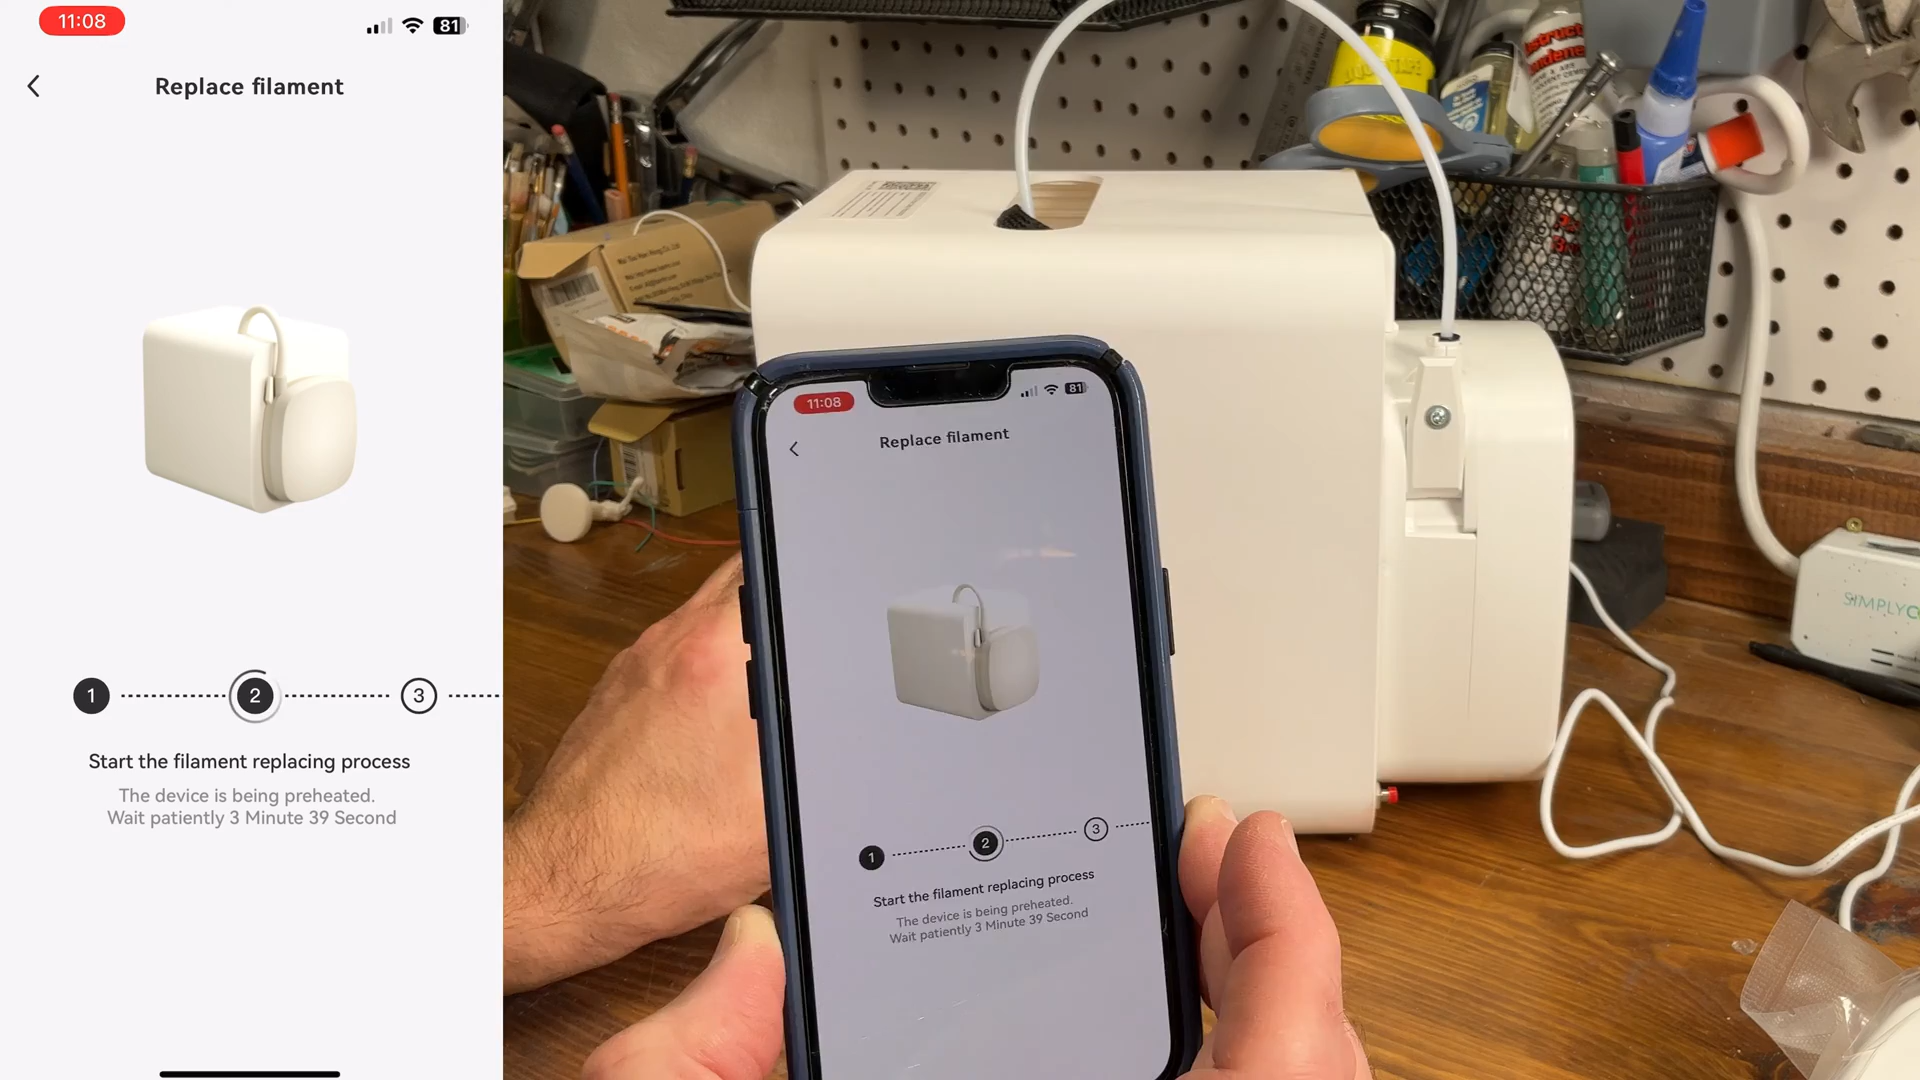 11:08
81
Replace filament
1
2
3
Start the filament replacing process
The device is being preheated.
Wait patiently 3 Minute 39 Second
11:08
81
Replace filament
1
2
3
Start the filament replacing process
The device is being preheated.
Wait patiently 3 Minute 39 Second
SIMPLYC